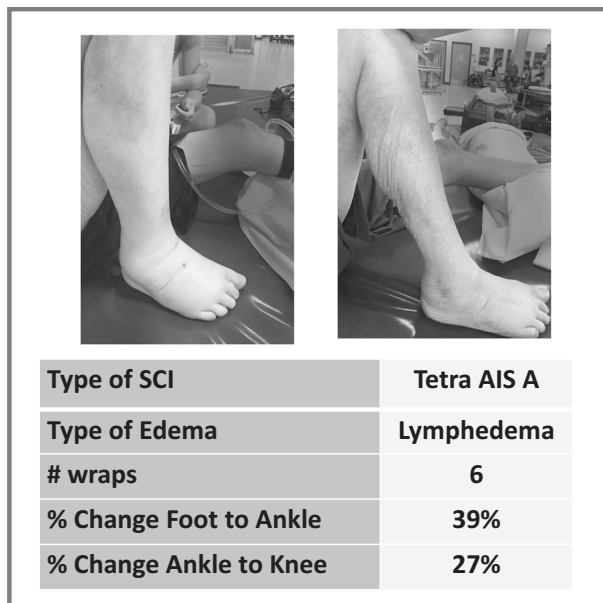 Type of SCI Tetra AIS A
Type of Edema Lymphedema
# wraps 6
% Change Foot to Ankle 39%
% Change Ankle to Knee 27%